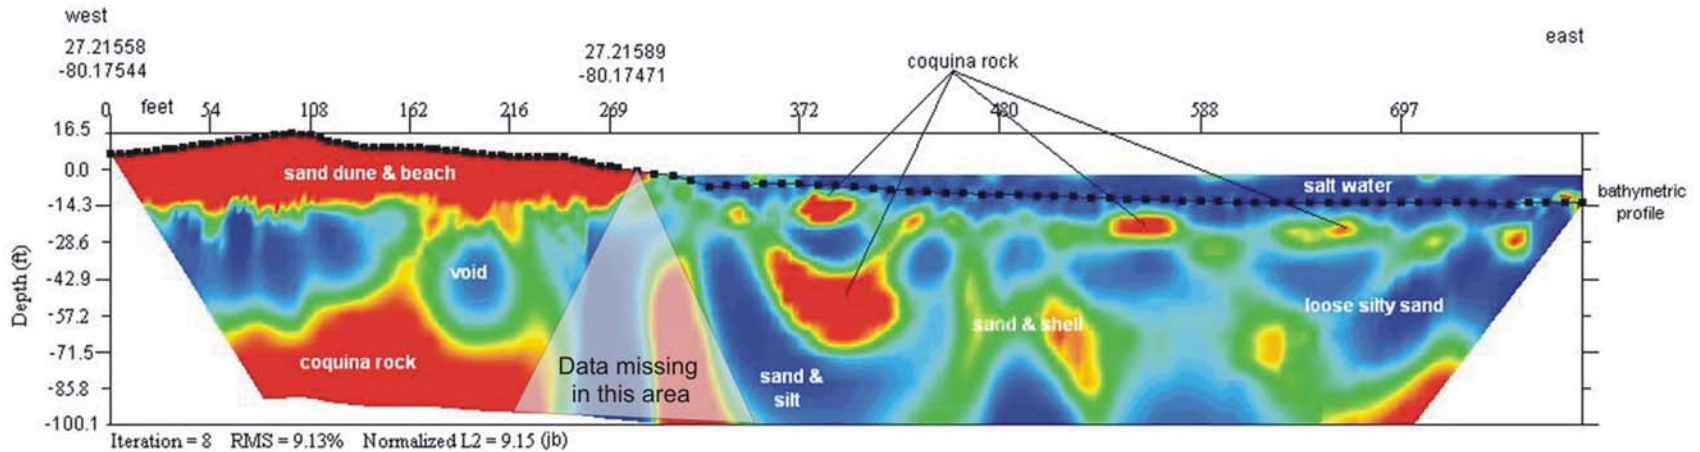 west
27.21558
-80.17544
27.21589
-80.17471
coquina rock
east
0 feet 54 108 162 216 269 372 480 588 697
16.5
0.0
-14.3
-28.6
-42.9
-57.2
-71.5
-85.8
-100.1
Depth (ft)
sand dune & beach
salt water
bathymetric
profile
void
loose silty sand
sand & shell
coquina rock
Data missing
in this area
sand &
silt
Iteration = 8 RMS = 9.13% Normalized L2 = 9.15 (jb)